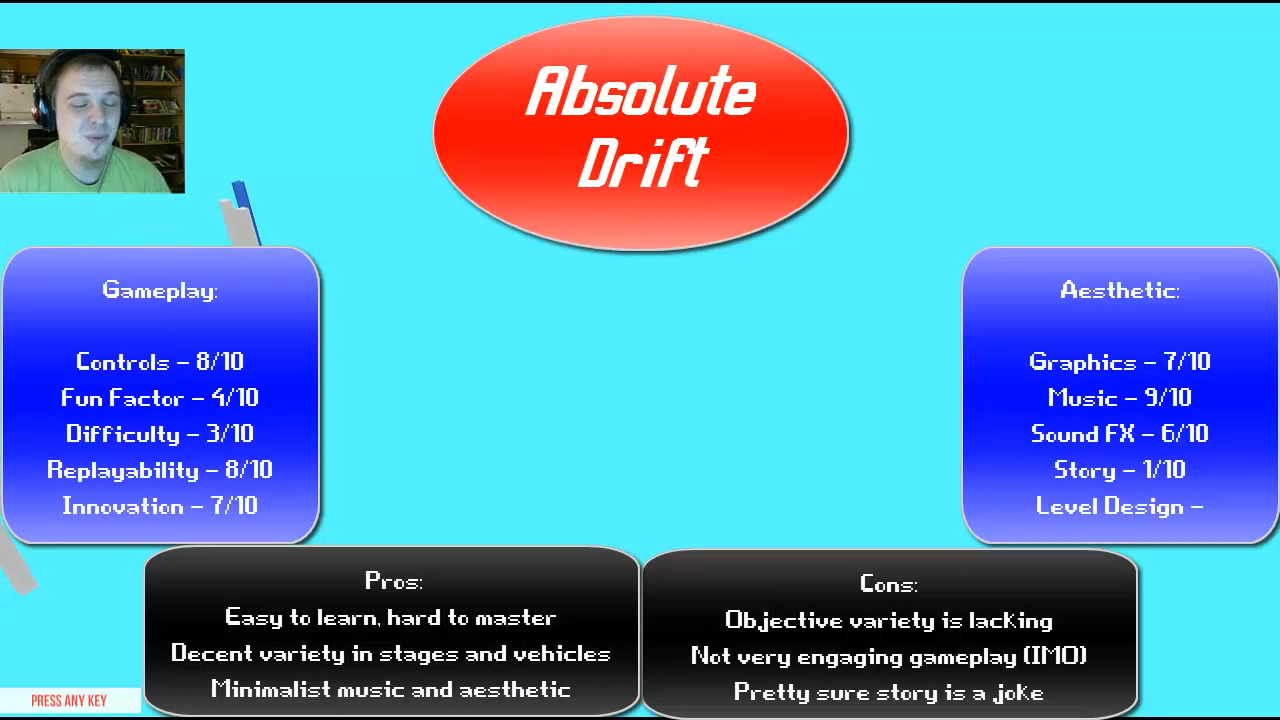 Absolute
Drift
Gameplay:
Controls - 8/10
Fun Factor - 4/10
Difficulty - 3/10
Replayability - 8/10
Innovation - 7/10
Aesthetic:
Graphics - 7/10
Music - 9/10
Sound FX - 6/10
Story - 1/10
Level Design -
Pros:
Easy to learn, hard to master
Decent variety in stages and vehicles
Minimalist music and aesthetic
Cons:
Objective variety is lacking
Not very engaging gameplay (IMO)
Pretty sure story is a joke
PRESS ANY KEY